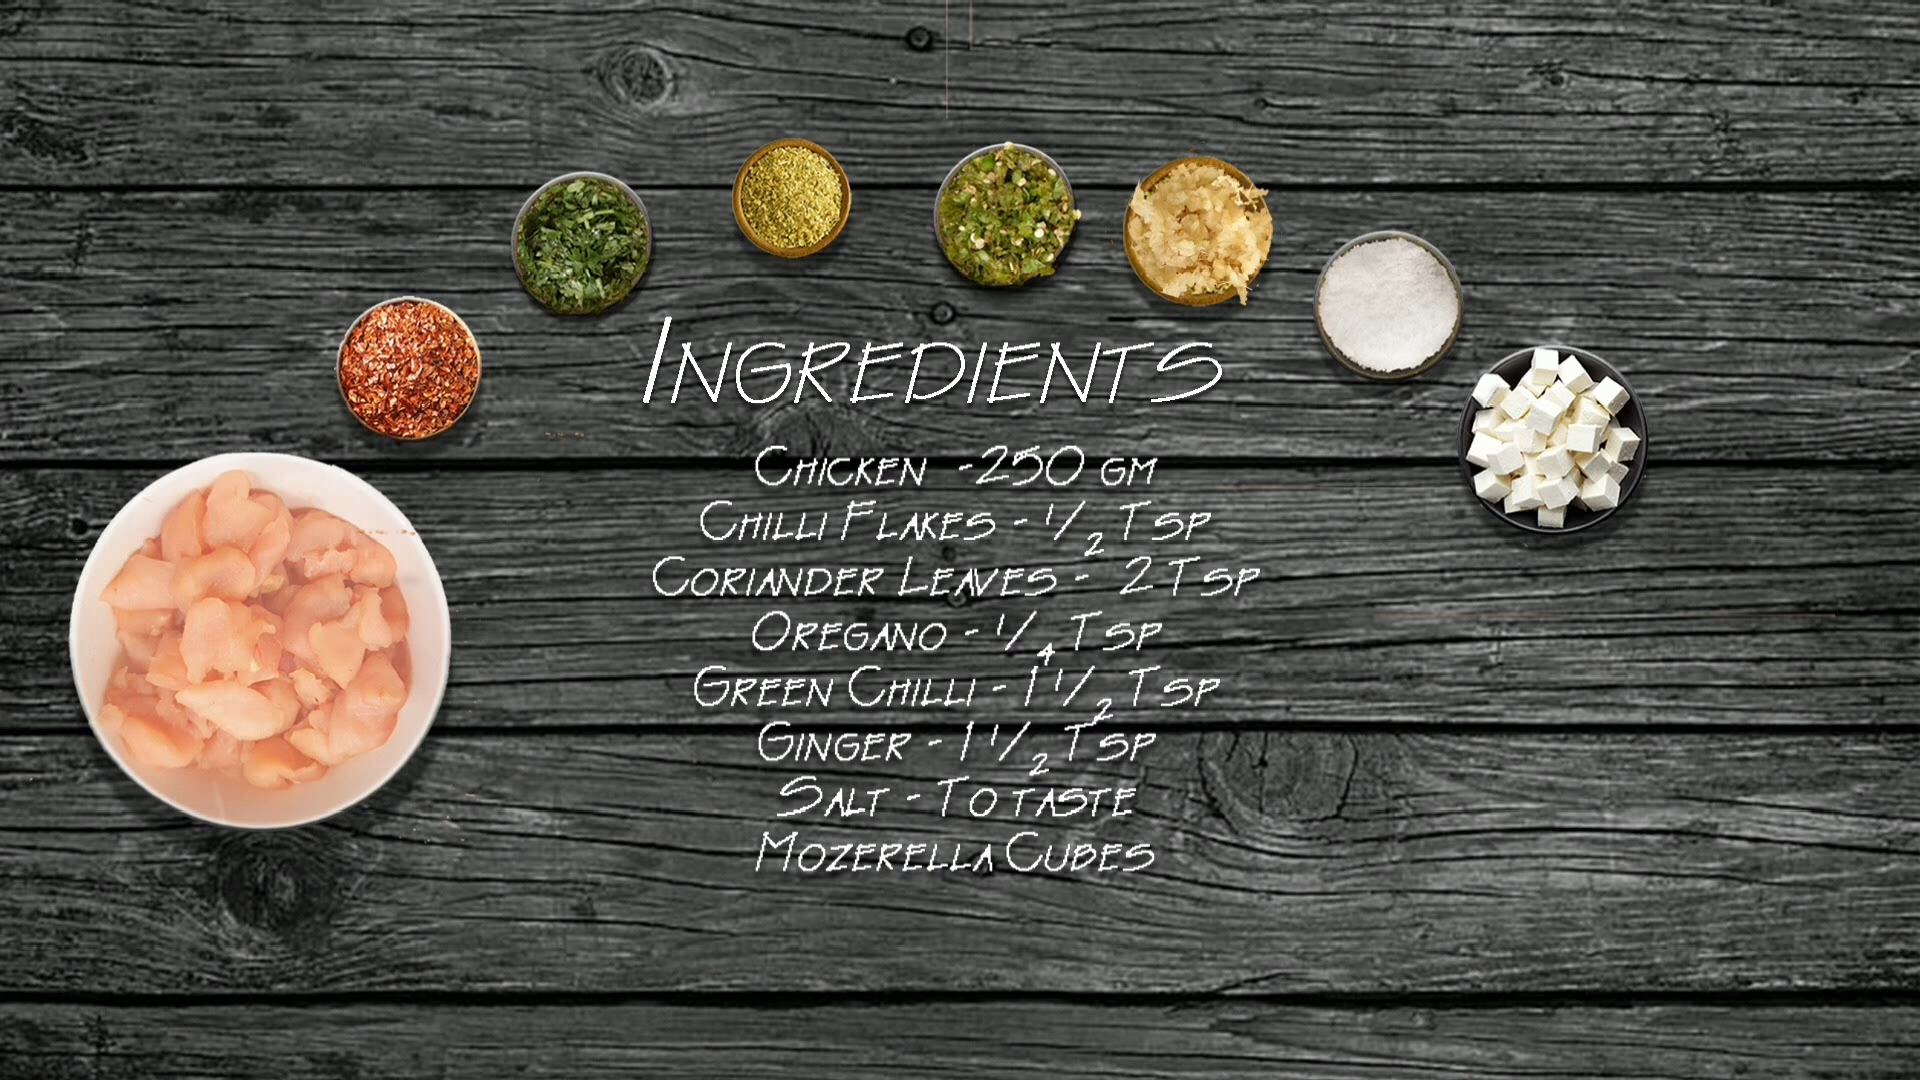 Ingredients
Chicken -250 gm
Chilli Flakes - 1/2 Tsp
Coriander Leaves - 2 Tsp
Oregano - 1/4 Tsp
Green Chilli - 1 1/2 Tsp
Ginger - 1 1/2 Tsp
Salt - To taste
Mozerella Cubes